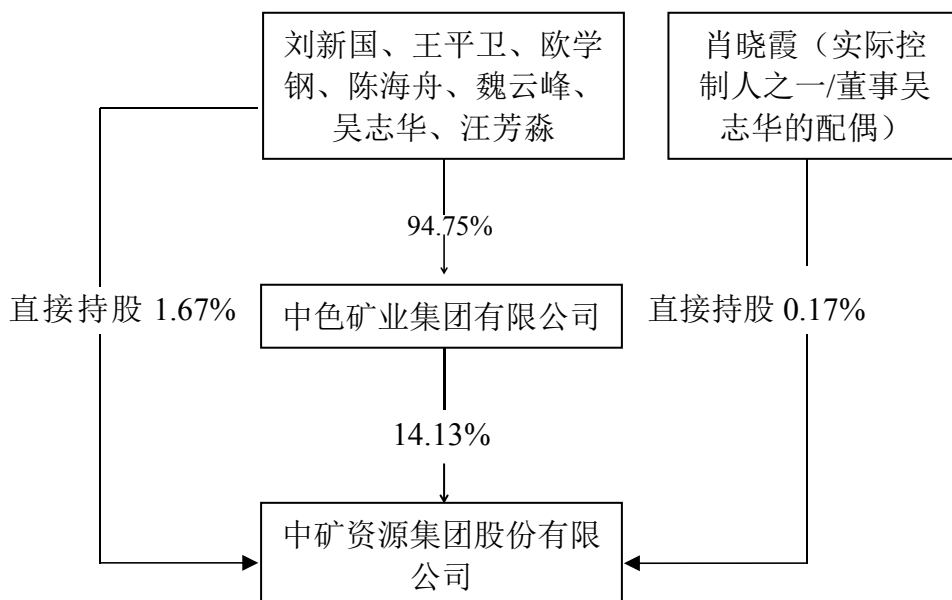 刘新国、王平卫、欧学
钢、陈海舟、魏云峰、
吴志华、汪芳淼
肖晓霞（实际控
制人之一/董事吴
志华的配偶）
94.75%
直接持股 1.67%
中色矿业集团有限公司
直接持股 0.17%
14.13%
中矿资源集团股份有限
公司